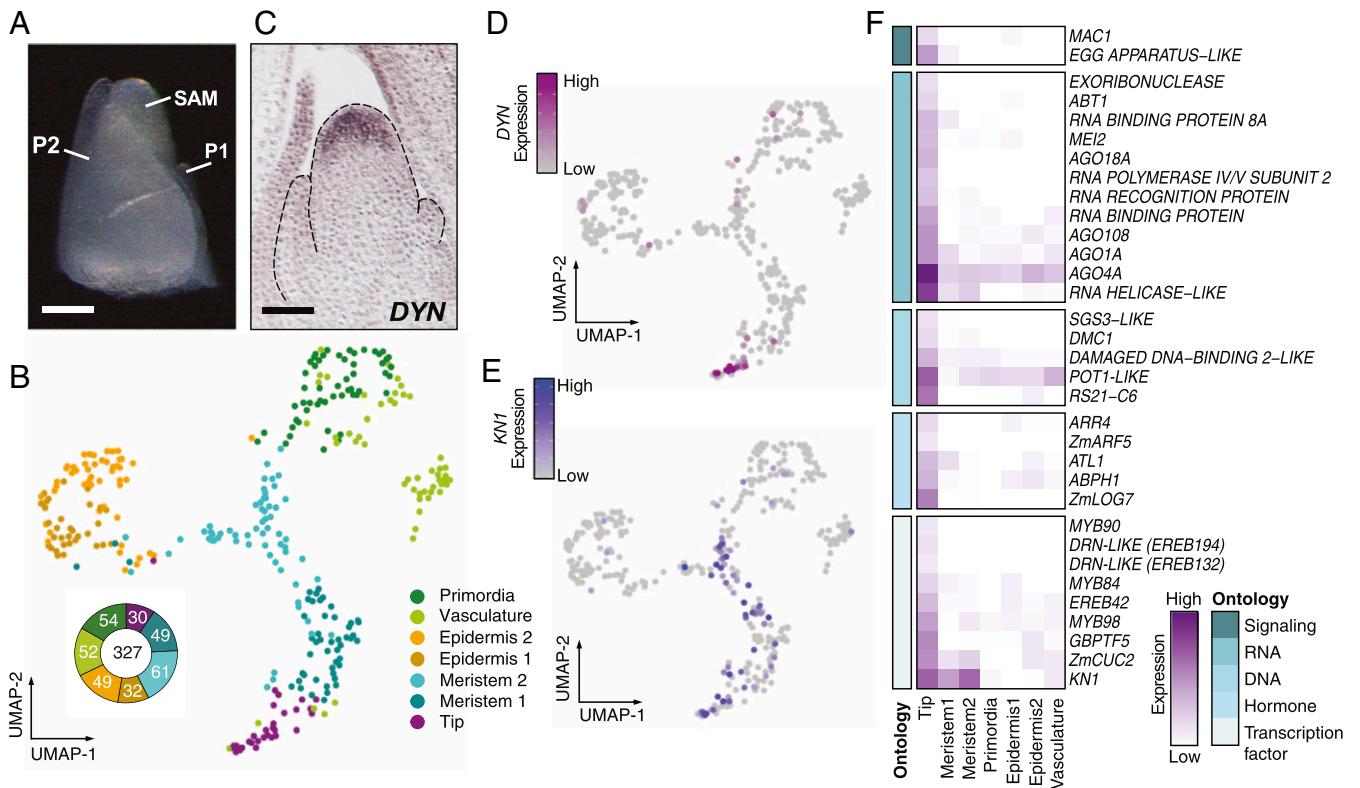 A
SAM
P2
P1
C
DYN
D
High
DYN
Expression
Low
UMAP-2
UMAP-1
E
High
KN1
Expression
Low
UMAP-2
UMAP-1
B
54
30
49
61
32
49
52
327
Primordia
Vasculature
Epidermis 2
Epidermis 1
Meristem 2
Meristem 1
Tip
UMAP-2
UMAP-1
F
MAC1
EGG APPARATUS–LIKE
EXORIBONUCLEASE
ABT1
RNA BINDING PROTEIN 8A
MEI2
AGO18A
RNA POLYMERASE IV/V SUBUNIT 2
RNA RECOGNITION PROTEIN
RNA BINDING PROTEIN
AGO108
AGO1A
AGO4A
RNA HELICASE–LIKE
SGS3–LIKE
DMC1
DAMAGED DNA–BINDING 2–LIKE
POT1-LIKE
RS21–C6
ARR4
ZmARF5
ATL1
ABPH1
ZmLOG7
MYB90
DRN-LIKE (EREB194)
DRN-LIKE (EREB132)
MYB84
EREB42
MYB98
GBPTF5
ZmCUC2
KN1
Ontology
Tip
Meristem1
Meristem2
Primordia
Epidermis1
Epidermis2
Vasculature
High
Expression
Low
Ontology
Signaling
RNA
DNA
Hormone
Transcription
factor